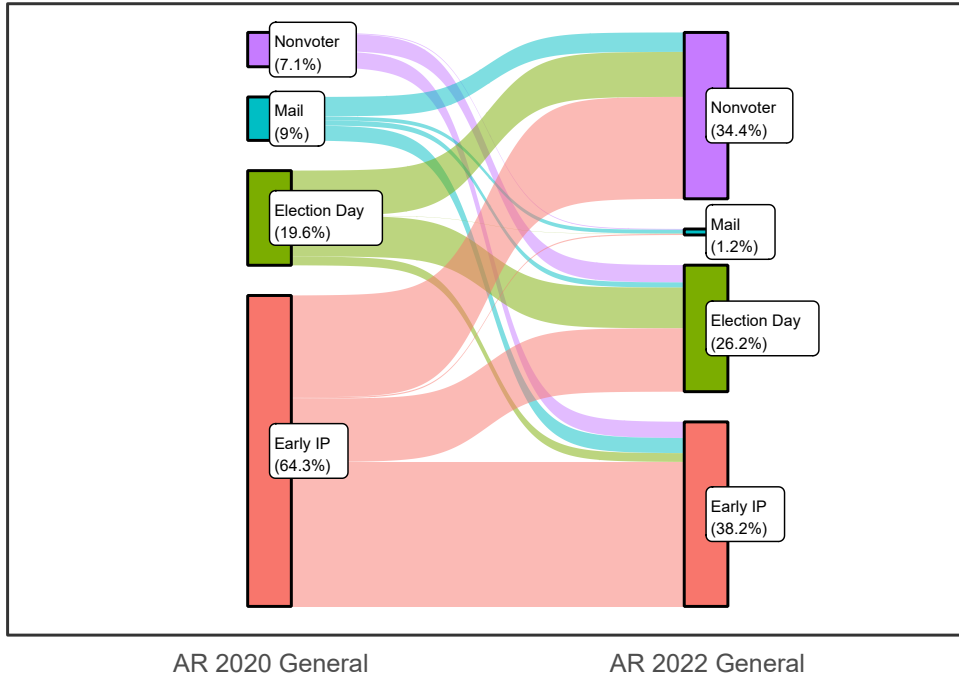 Nonvoter
(7.1%)
Mail
(9%)
Election Day
(19.6%)
Early IP
(64.3%)
Nonvoter
(34.4%)
Mail
(1.2%)
Election Day
(26.2%)
Early IP
(38.2%)
AR 2020 General
AR 2022 General